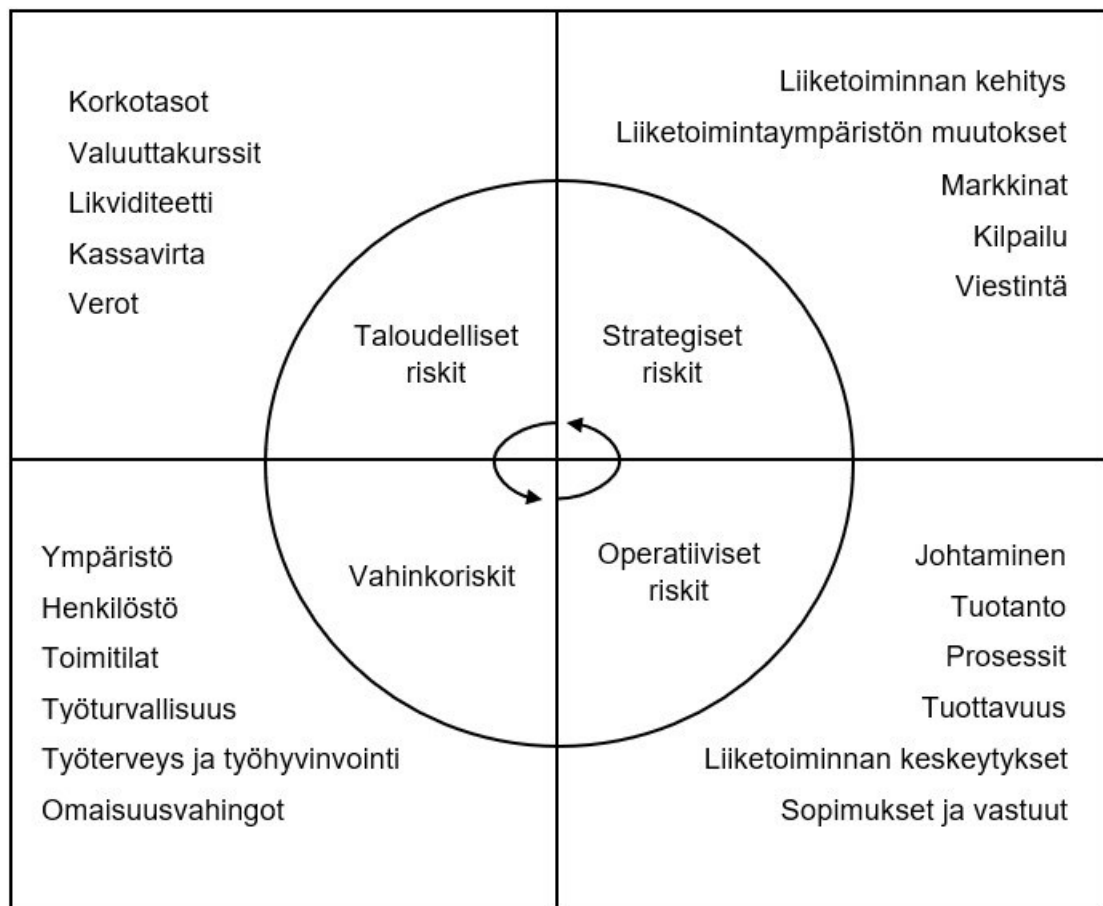 Korkotasot
Valuuttakurssit
Likviditeetti
Kassavirta
Verot
Liiketoiminnan kehitys
Liiketoimintaympäristön muutokset
Markkinat
Kilpailu
Viestintä
Taloudelliset
riskit
Strategiset
riskit
Vahinkoriskit
Operatiiviset
riskit
Ympäristö
Henkilöstö
Toimitilat
Työturvallisuus
Työterveys ja työhyvinvointi
Omaisuusvahingot
Johtaminen
Tuotanto
Prosessit
Tuottavuus
Liiketoiminnan keskeytykset
Sopimukset ja vastuut